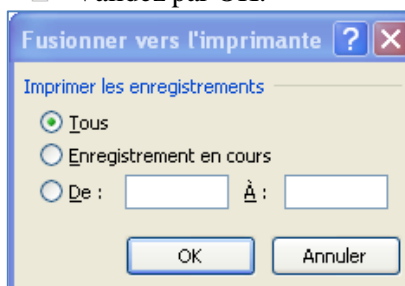 Validez par OK.
Fusionner vers l'imprimante
Imprimer les enregistrements
Tous
Enregistrement en cours
De : À :
OK Annuler